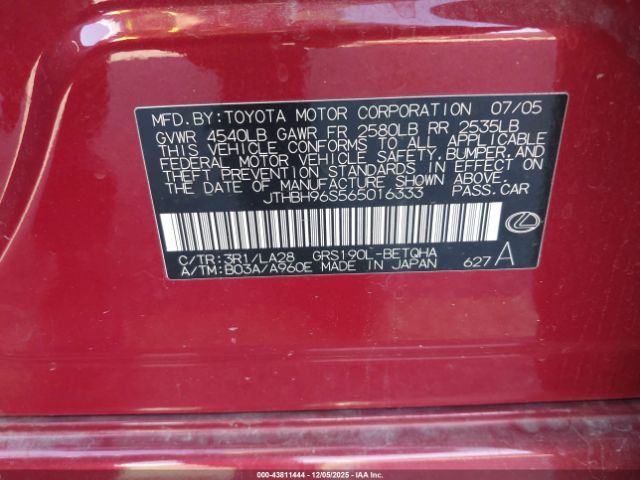 MFD.BY:TOYOTA MOTOR CORPORATION 07/05
GVWR 4540LB GAWR FR 2580LB RR 2535LB
THIS VEHICLE CONFORMS TO ALL APPLICABLE
FEDERAL MOTOR VEHICLE SAFETY,BUMPER,AND
THEFT PREVENTION STANDARDS IN EFFECT ON
THE DATE OF MANUFACTURE SHOWN ABOVE.
JTHBH96S565016333 PASS.CAR
C/TR:3R1/LA28 GRS190L-BETQHA
A/TM:B03A/A960E MADE IN JAPAN 627 A
000-43811444 - 12/05/2025 - IAAC